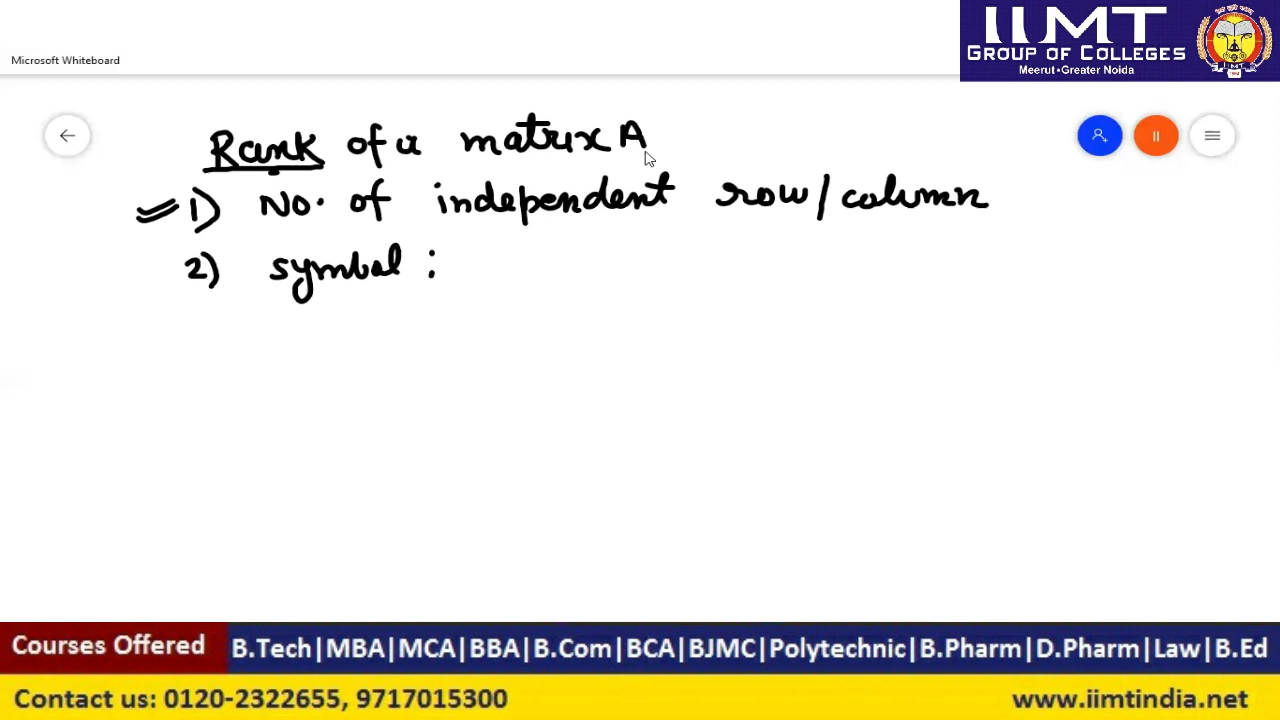 IIMT
GROUP OF COLLEGES
Meerut•Greater Noida
Microsoft Whiteboard
Rank of a matrix A
1) No. of independent row/column
2) symbal :
Courses Offered B.Tech|MBA|MCA|BBA|B.Com|BCA|BJMC|Polytechnic|B.Pharm|D.Pharm|Law|B.Ed
Contact us: 0120-2322655, 9717015300 www.iimtindia.net